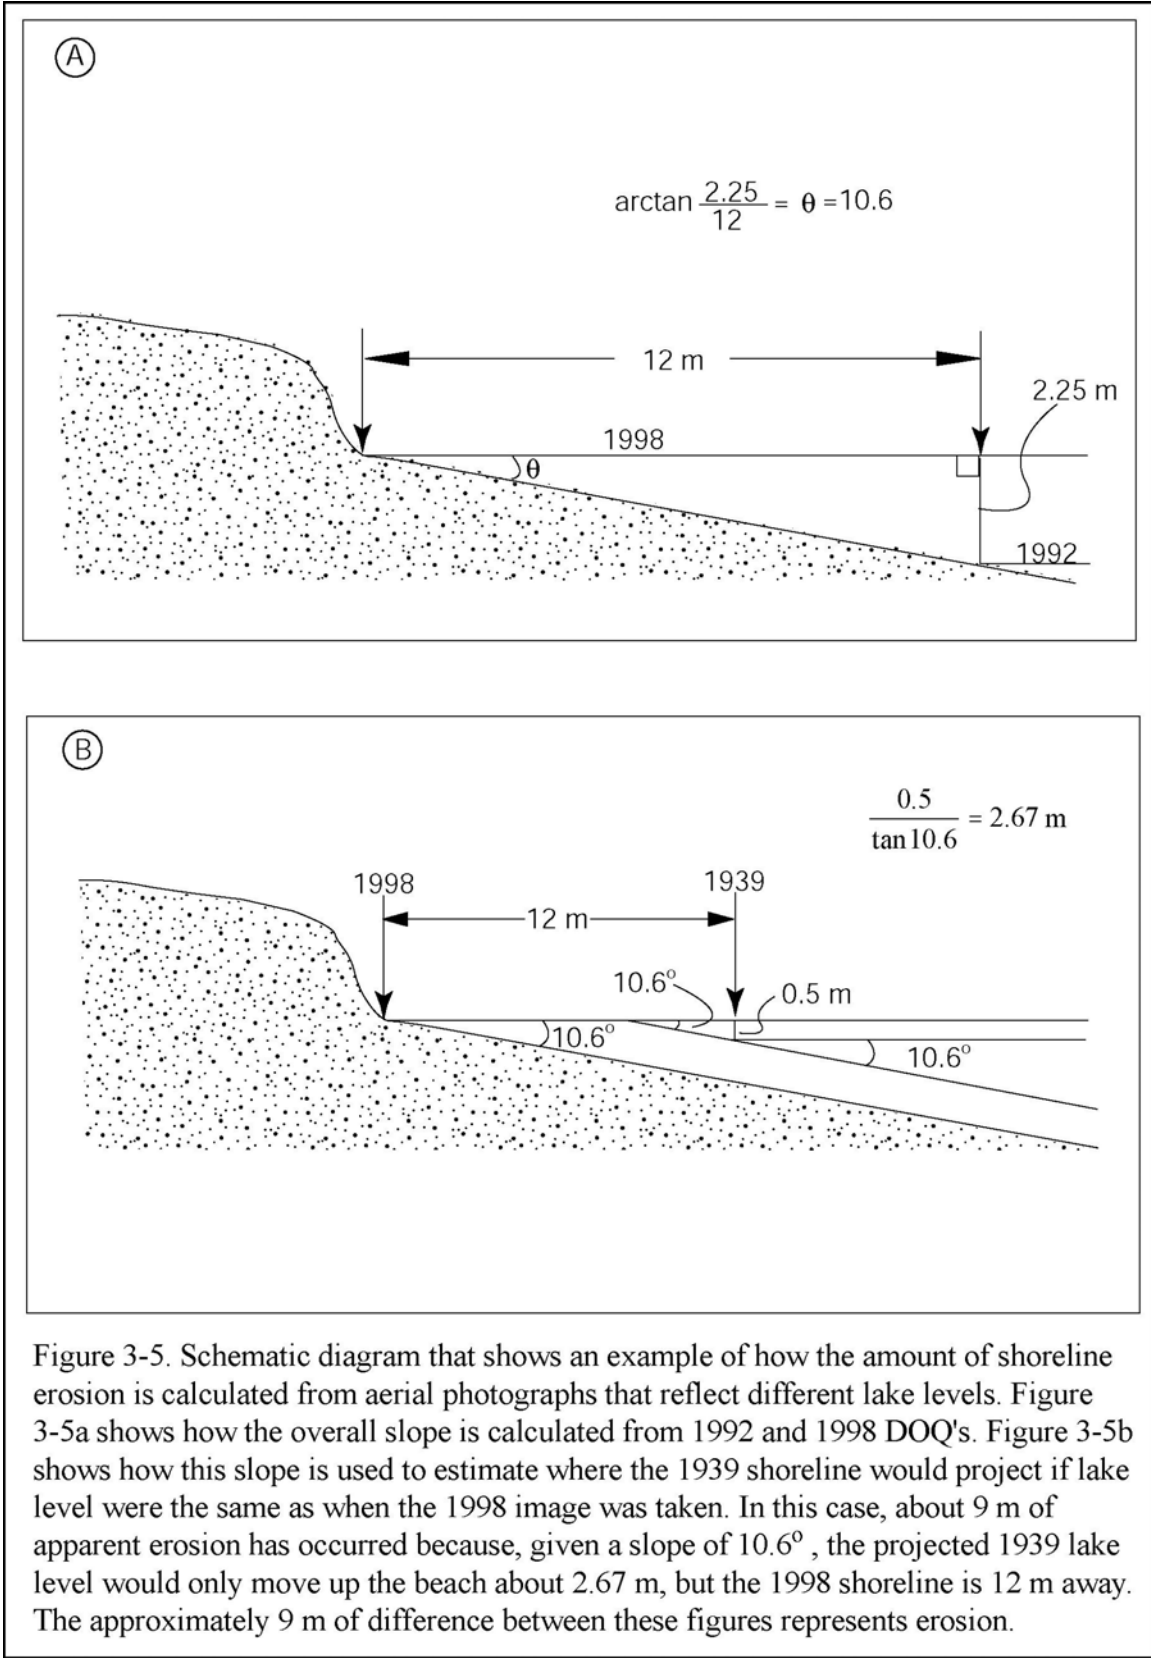 A
arctan 2.25/12 = θ = 10.6
12 m
2.25 m
1998
θ
1992
B
0.5/tan 10.6 = 2.67 m
1998
1939
12 m
10.6°
0.5 m
10.6°
10.6°
Figure 3-5. Schematic diagram that shows an example of how the amount of shoreline
erosion is calculated from aerial photographs that reflect different lake levels. Figure
3-5a shows how the overall slope is calculated from 1992 and 1998 DOQ's. Figure 3-5b
shows how this slope is used to estimate where the 1939 shoreline would project if lake
level were the same as when the 1998 image was taken. In this case, about 9 m of
apparent erosion has occurred because, given a slope of 10.6° , the projected 1939 lake
level would only move up the beach about 2.67 m, but the 1998 shoreline is 12 m away.
The approximately 9 m of difference between these figures represents erosion.